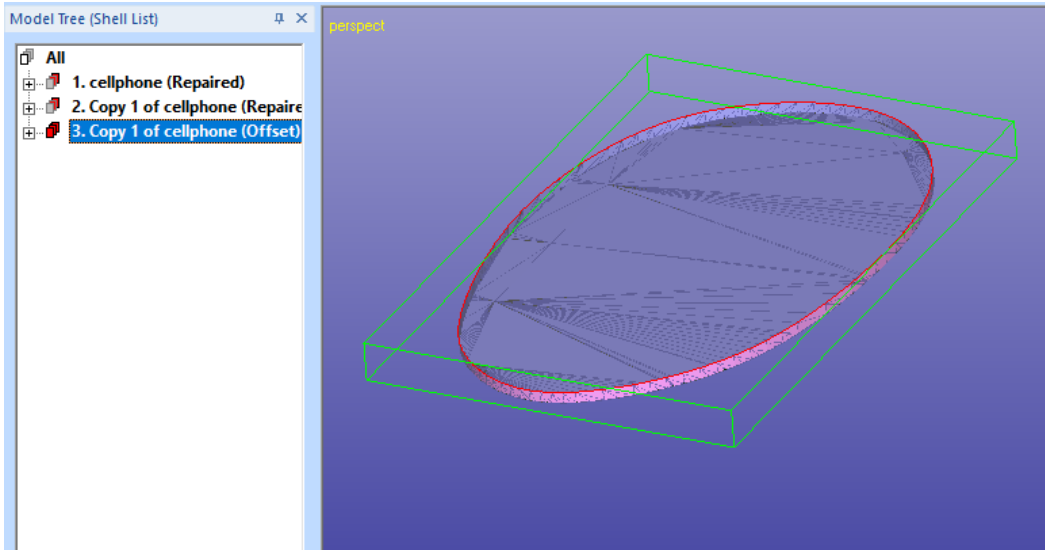 Model Tree (Shell List)
perspect
All
1. cellphone (Repaired)
2. Copy 1 of cellphone (Repaire
3. Copy 1 of cellphone (Offset)